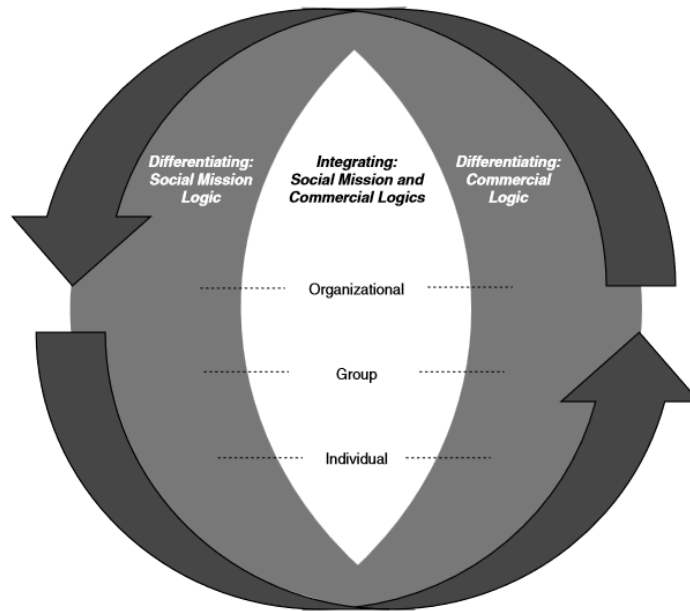 Differentiating:
Social Mission
Logic
Integrating:
Social Mission and
Commercial Logics
Differentiating:
Commercial
Logic
Organizational
Group
Individual